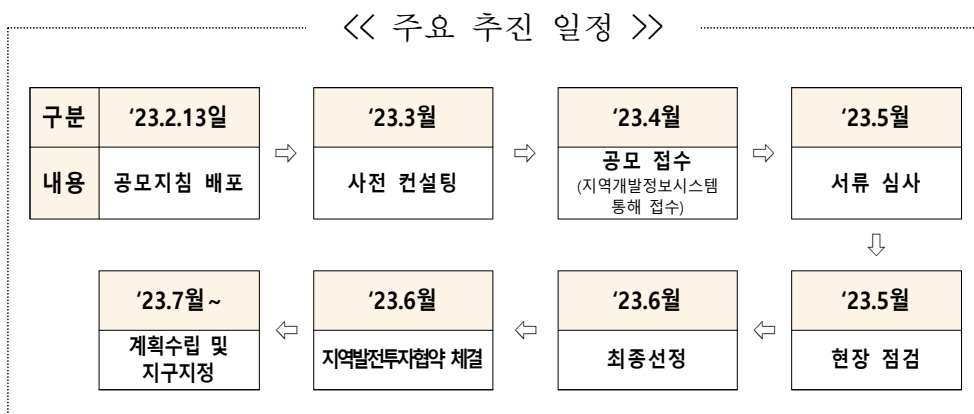 << 주요 추진 일정 >>
구분 '23.2.13일 '23.3월 '23.4월 '23.5월
내용 공모지침 배포 ⇨ 사전 컨설팅 ⇨ 공모 접수 ⇨ 서류 심사
(지역개발정보시스템
통해 접수)
⇩
'23.7월~ '23.6월 '23.6월 '23.5월
계획수립 및
지구지정 ⇦ 지역발전투자협약 체결 ⇦ 최종선정 ⇦ 현장 점검